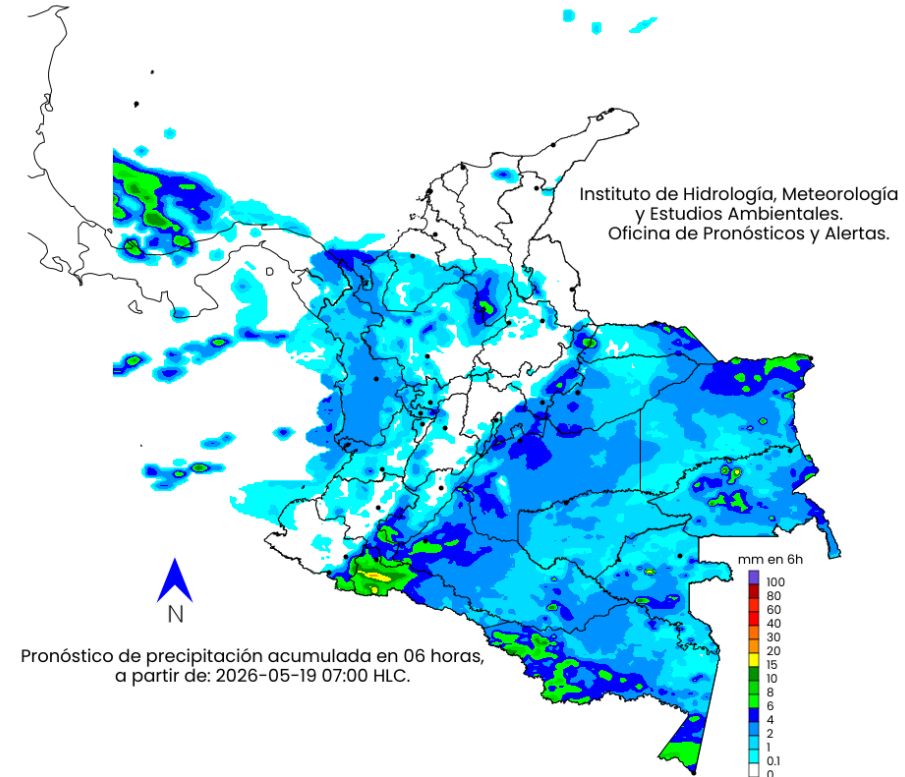 Instituto de Hidrología, Meteorología
y Estudios Ambientales.
Oficina de Pronósticos y Alertas.
mm en 6h
100
80
60
40
30
20
15
10
8
6
4
2
1
0.1
0
N
Pronóstico de precipitación acumulada en 06 horas,
a partir de: 2026-05-19 07:00 HLC.